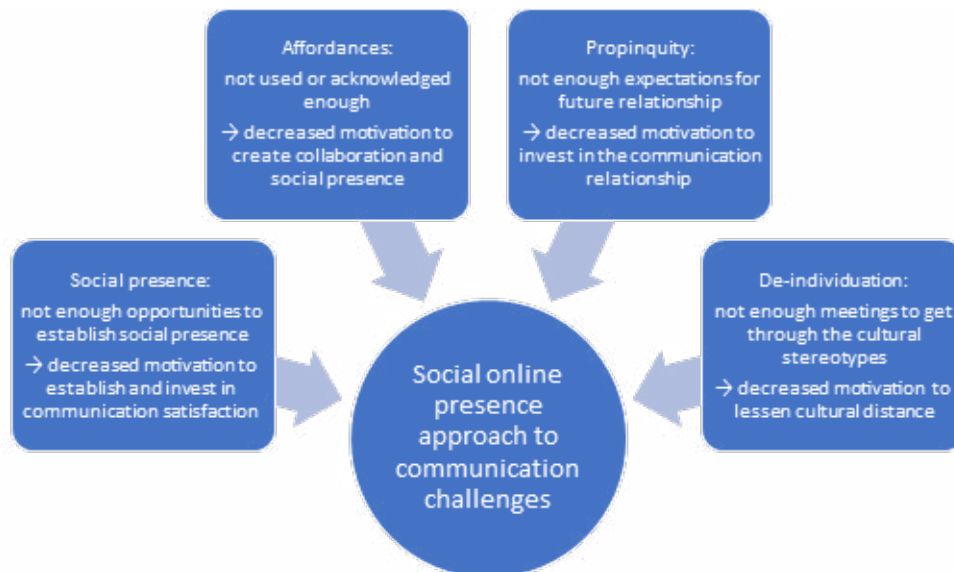 Affordances:
not used or acknowledged
enough
→ decreased motivation to
create collaboration and
social presence
Propinquity:
not enough expectations for
future relationship
→ decreased motivation to
invest in the communication
relationship
Social presence:
not enough opportunities to
establish social presence
→ decreased motivation to
establish and invest in
communication satisfaction
De-individuation:
not enough meetings to get
through the cultural
stereotypes
→ decreased motivation to
lessen cultural distance
Social online
presence
approach to
communication
challenges